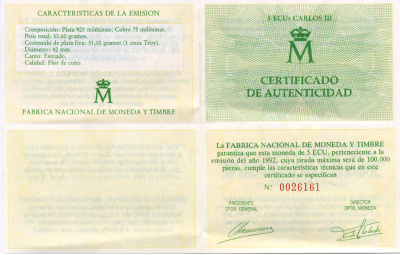 CARACTERISTICAS DE LA EMISION
Composición: Plata 925 milésimas; Cobre 75 milésimas.
Peso total: 33,62 gramos.
Contenido de plata fina: 31,10 gramos (1 onza Troy).
Diámetro: 42 mm.
Canto: Estriado.
Calidad: Flor de cuño.
M
FABRICA NACIONAL DE MONEDA Y TIMBRE
5 ECUs CARLOS III
M
CERTIFICADO
DE AUTENTICIDAD
La FABRICA NACIONAL DE MONEDA Y TIMBRE
garantiza que esta moneda de 5 ECU, perteneciente a la
emisión del año 1992, cuya tirada máxima será de 100.000
piezas, cumple las características técnicas que en este
certificado se especifican
Nº 0026161
PRESIDENTE
DTOR GENERAL
DIRECTOR
DPTO. MONEDA